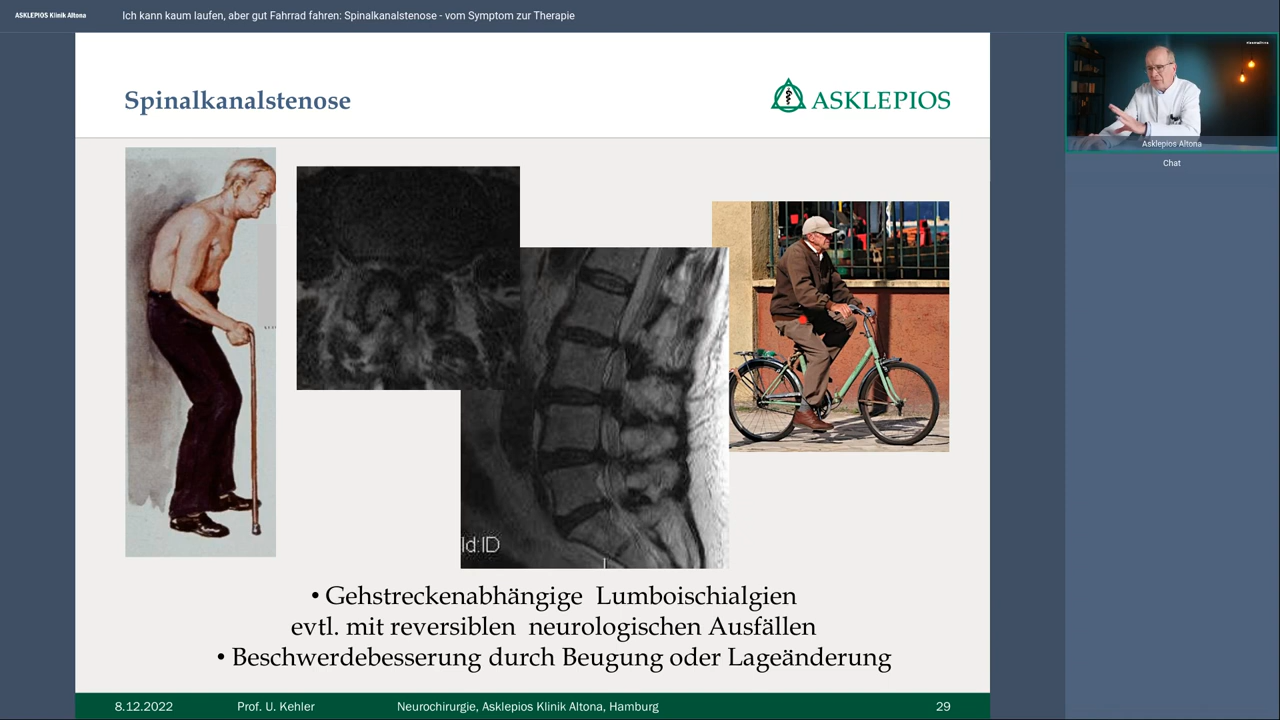 ASKLEPIOS Klinik Altona
Ich kann kaum laufen, aber gut Fahrrad fahren: Spinalkanalstenose - vom Symptom zur Therapie
Spinalkanalstenose
ASKLEPIOS
Asklepios Altona
Chat
ld:ID
• Gehstreckenabhängige Lumboischialgien
evtl. mit reversiblen neurologischen Ausfällen
• Beschwerdebesserung durch Beugung oder Lageänderung
8.12.2022 Prof. U. Kehler Neurochirurgie, Asklepios Klinik Altona, Hamburg 29